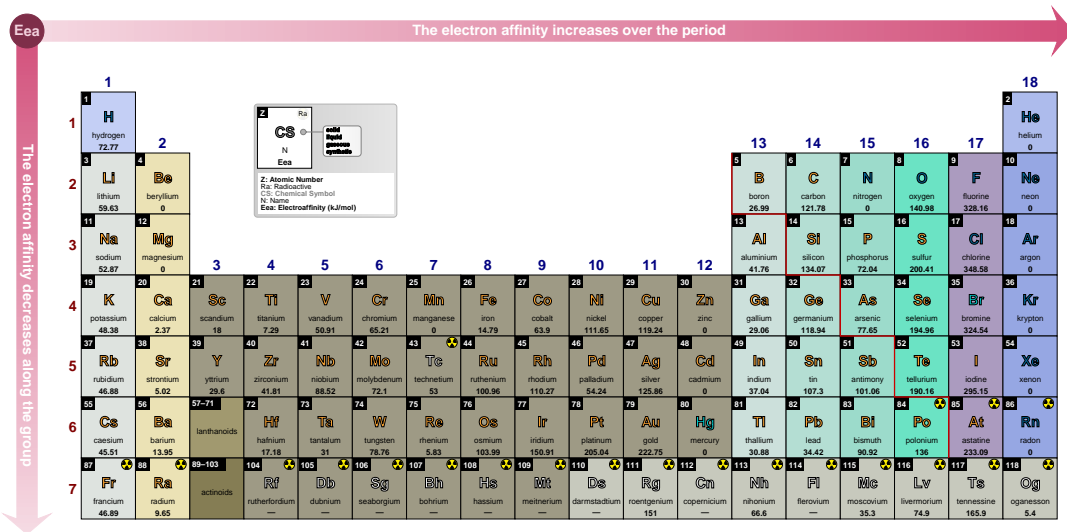 Eea
The electron affinity increases over the period
The electron affinity decreases along the group
1
18
1
1
H
hydrogen
72.77
2
He
helium
0
Z
Ra
CS
N
Eea
solid
liquid
gaseous
synthetic
Z: Atomic Number
Ra: Radioactive
CS: Chemical Symbol
N: Name
Eea: Electroaffinity (kJ/mol)
2
13
14
15
16
17
2
3
Li
lithium
59.63
4
Be
beryllium
0
5
B
boron
26.99
6
C
carbon
121.78
7
N
nitrogen
0
8
O
oxygen
140.98
9
F
fluorine
328.16
10
Ne
neon
0
3
11
Na
sodium
52.87
12
Mg
magnesium
0
13
Al
aluminium
41.76
14
Si
silicon
134.07
15
P
phosphorus
72.04
16
S
sulfur
200.41
17
Cl
chlorine
348.58
18
Ar
argon
0
3
4
5
6
7
8
9
10
11
12
4
19
K
potassium
48.38
20
Ca
calcium
2.37
21
Sc
scandium
18
22
Ti
titanium
7.29
23
V
vanadium
50.91
24
Cr
chromium
65.21
25
Mn
manganese
0
26
Fe
iron
14.79
27
Co
cobalt
63.9
28
Ni
nickel
111.65
29
Cu
copper
119.24
30
Zn
zinc
0
31
Ga
gallium
29.06
32
Ge
germanium
118.94
33
As
arsenic
77.65
34
Se
selenium
194.96
35
Br
bromine
324.54
36
Kr
krypton
0
5
37
Rb
rubidium
46.88
38
Sr
strontium
5.02
39
Y
yttrium
29.6
40
Zr
zirconium
41.81
41
Nb
niobium
88.52
42
Mo
molybdenum
72.1
43
Tc
technetium
53
44
Ru
ruthenium
100.96
45
Rh
rhodium
110.27
46
Pd
palladium
54.24
47
Ag
silver
125.86
48
Cd
cadmium
0
49
In
indium
37.04
50
Sn
tin
107.3
51
Sb
antimony
101.06
52
Te
tellurium
190.16
53
I
iodine
295.15
54
Xe
xenon
0
6
55
Cs
caesium
45.51
56
Ba
barium
13.95
57–71
lanthanoids
72
Hf
hafnium
17.18
73
Ta
tantalum
31
74
W
tungsten
78.76
75
Re
rhenium
5.83
76
Os
osmium
103.99
77
Ir
iridium
150.91
78
Pt
platinum
205.04
79
Au
gold
222.75
80
Hg
mercury
0
81
Tl
thallium
30.88
82
Pb
lead
34.42
83
Bi
bismuth
90.92
84
Po
polonium
136
85
At
astatine
233.09
86
Rn
radon
0
7
87
Fr
francium
46.89
88
Ra
radium
9.65
89–103
actinoids
104
Rf
rutherfordium
—
105
Db
dubnium
—
106
Sg
seaborgium
—
107
Bh
bohrium
—
108
Hs
hassium
—
109
Mt
meitnerium
—
110
Ds
darmstadtium
—
111
Rg
roentgenium
151
112
Cn
copernicium
—
113
Nh
nihonium
66.6
114
Fl
flerovium
—
115
Mc
moscovium
35.3
116
Lv
livermorium
74.9
117
Ts
tennessine
165.9
118
Og
oganesson
5.4